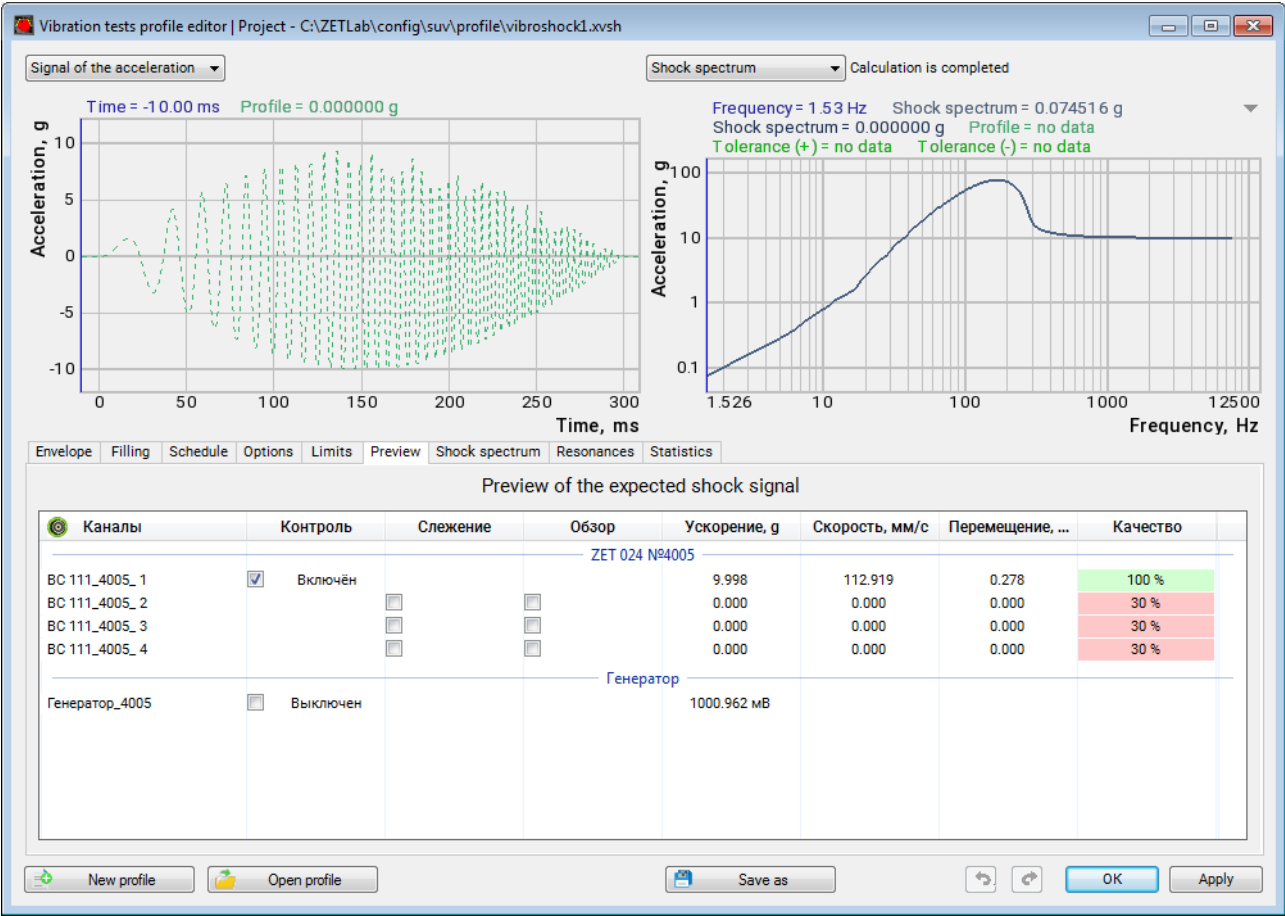 Vibration tests profile editor | Project - C:\ZETLab\config\suv\profile\vibroshock1.xvsh
Signal of the acceleration
Shock spectrum
Calculation is completed
Time = -10.00 ms Profile = 0.000000 g
Acceleration, g
10
5
0
-5
-10
0 50 100 150 200 250 300
Time, ms
Frequency = 1.53 Hz Shock spectrum = 0.074516 g
Shock spectrum = 0.000000 g Profile = no data
Tolerance (+) = no data Tolerance (-) = no data
Acceleration, g
100
10
1
0.1
1.526 10 100 1000 12500
Frequency, Hz
Envelope Filling Schedule Options Limits Preview Shock spectrum Resonances Statistics
Preview of the expected shock signal
Каналы Контроль Слежение Обзор Ускорение, g Скорость, мм/с Перемещение, ... Качество
ZET 024 №4005
BC 111_4005_ 1 Включён 9.998 112.919 0.278 100 %
BC 111_4005_ 2 0.000 0.000 0.000 30 %
BC 111_4005_ 3 0.000 0.000 0.000 30 %
BC 111_4005_ 4 0.000 0.000 0.000 30 %
Генератор
Генератор_4005 Выключен 1000.962 мВ
New profile Open profile Save as OK Apply